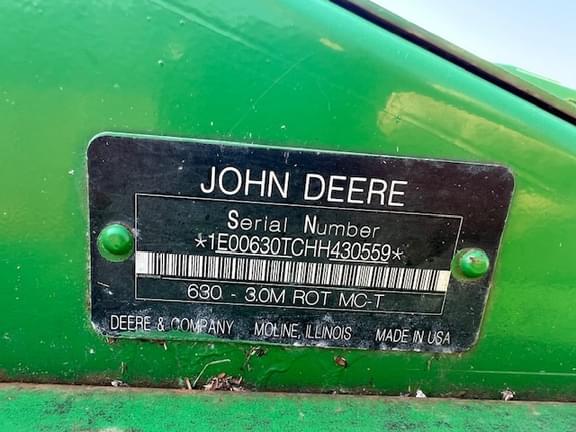 JOHN DEERE
Serial Number
*1E00630TCHH430559*
630 - 3.0M ROT MC-T
DEERE & COMPANY MOLINE, ILLINOIS MADE IN USA